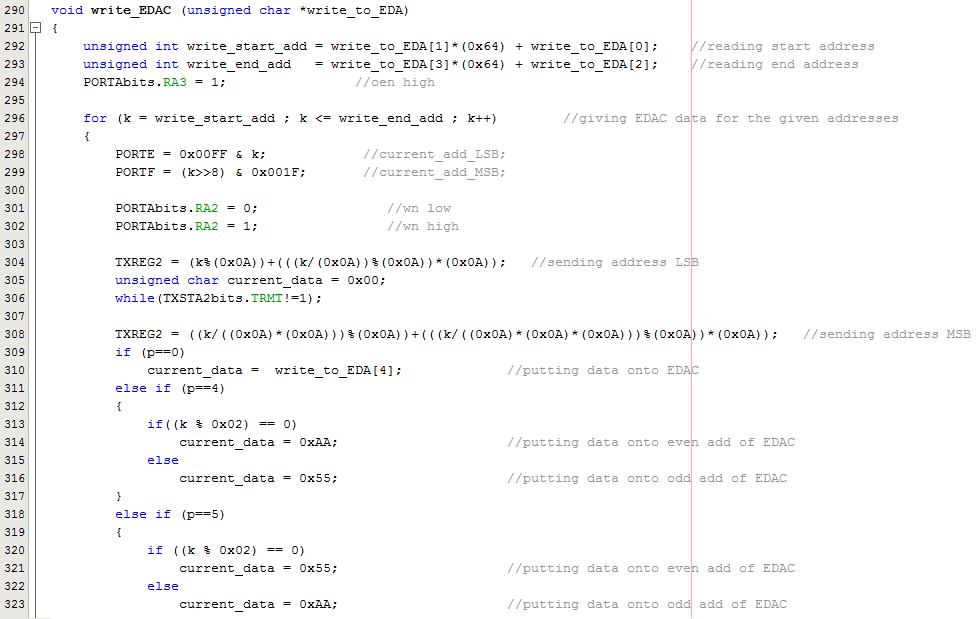 290 void write_EDAC (unsigned char *write_to_EDA)
291 {
292 unsigned int write_start_add = write_to_EDA[1]*(0x64) + write_to_EDA[0]; //reading start address
293 unsigned int write_end_add = write_to_EDA[3]*(0x64) + write_to_EDA[2]; //reading end address
294 PORTAbits.RA3 = 1; //oen high
295
296 for (k = write_start_add ; k <= write_end_add ; k++) //giving EDAC data for the given addresses
297 {
298 PORTE = 0x00FF & k; //current_add_LSB;
299 PORTF = (k>>8) & 0x001F; //current_add_MSB;
300
301 PORTAbits.RA2 = 0; //wn low
302 PORTAbits.RA2 = 1; //wn high
303
304 TXREG2 = (k%(0x0A))+(((k/(0x0A))%(0x0A))*(0x0A)); //sending address LSB
305 unsigned char current_data = 0x00;
306 while(TXSTA2bits.TRMT!=1);
307
308 TXREG2 = ((k/((0x0A)*(0x0A)))%(0x0A))+(((k/((0x0A)*(0x0A)*(0x0A)))%(0x0A))*(0x0A)); //sending address MSB
309 if (p==0)
310 current_data = write_to_EDA[4]; //putting data onto EDAC
311 else if (p==4)
312 {
313 if((k % 0x02) == 0)
314 current_data = 0xAA; //putting data onto even add of EDAC
315 else
316 current_data = 0x55; //putting data onto odd add of EDAC
317 }
318 else if (p==5)
319 {
320 if ((k % 0x02) == 0)
321 current_data = 0x55; //putting data onto even add of EDAC
322 else
323 current_data = 0xAA; //putting data onto odd add of EDAC